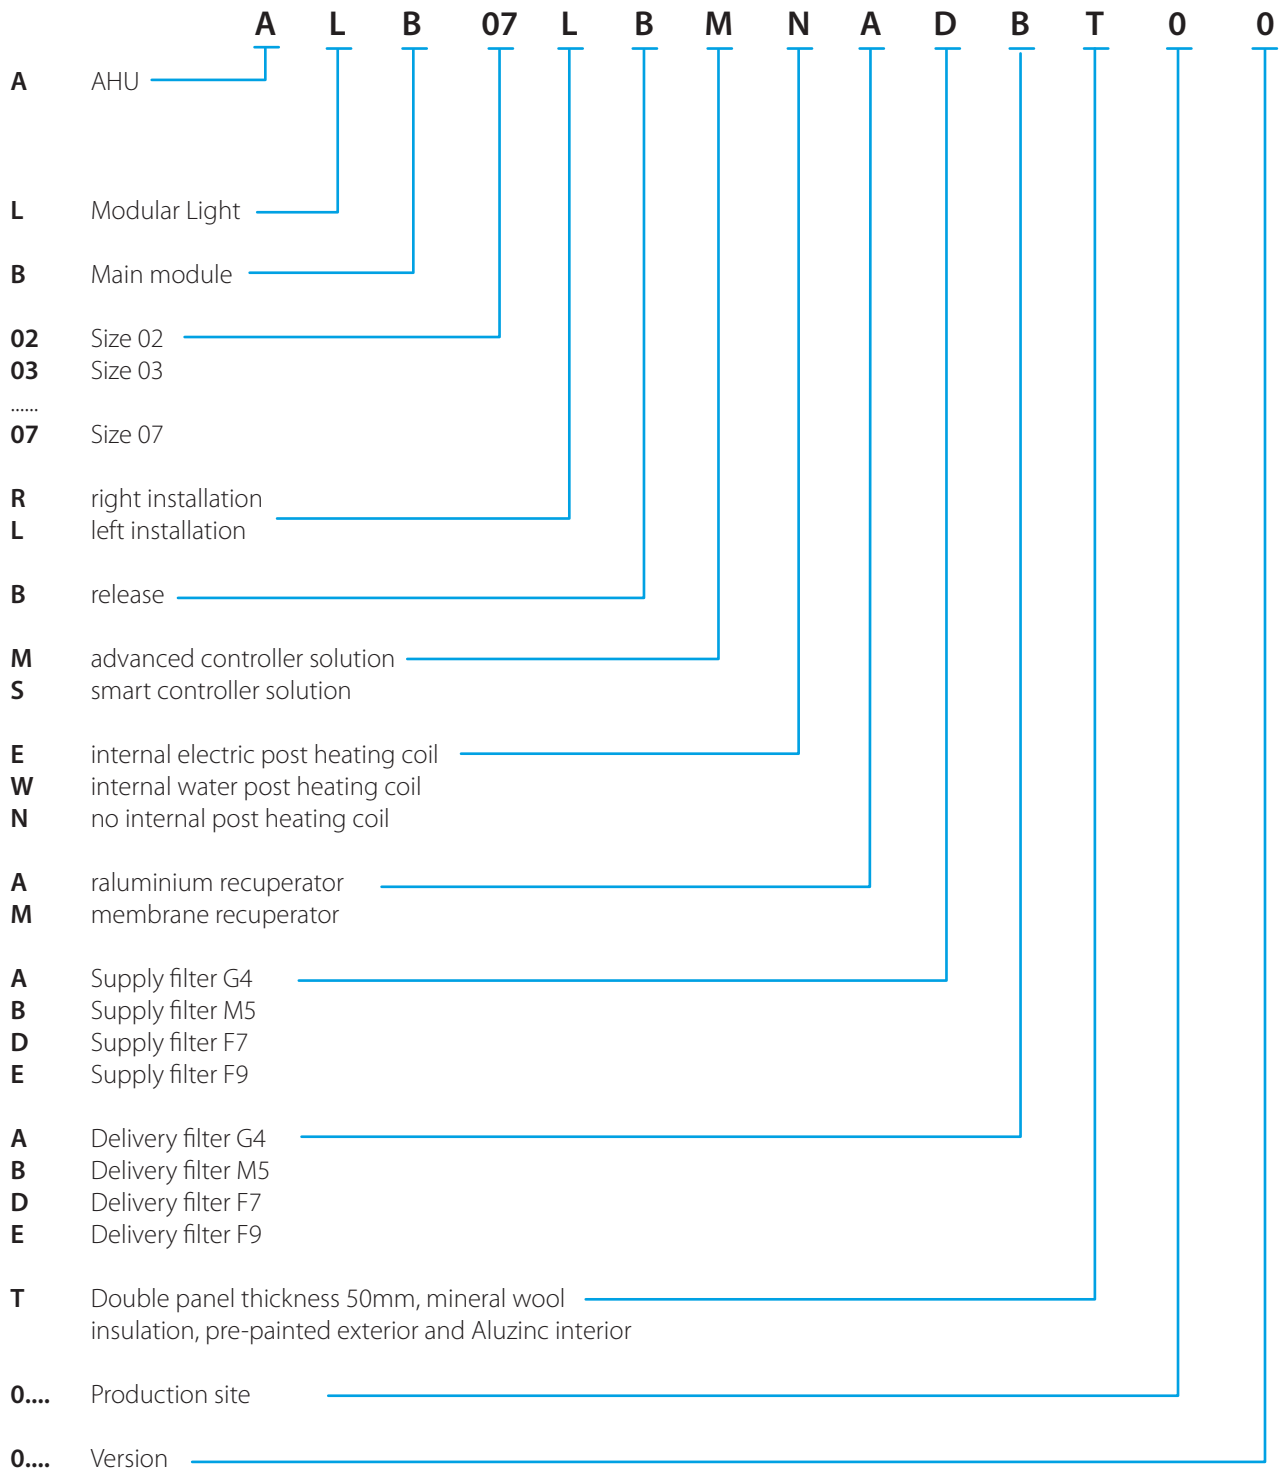 A L B 07 L B M N A D B T 0 0
A AHU
L Modular Light
B Main module
02 Size 02
03 Size 03
......
07 Size 07
R right installation
L left installation
B release
M advanced controller solution
S smart controller solution
E internal electric post heating coil
W internal water post heating coil
N no internal post heating coil
A raluminium recuperator
M membrane recuperator
A Supply filter G4
B Supply filter M5
D Supply filter F7
E Supply filter F9
A Delivery filter G4
B Delivery filter M5
D Delivery filter F7
E Delivery filter F9
T Double panel thickness 50mm, mineral wool
insulation, pre-painted exterior and Aluzinc interior
0.... Production site
0.... Version